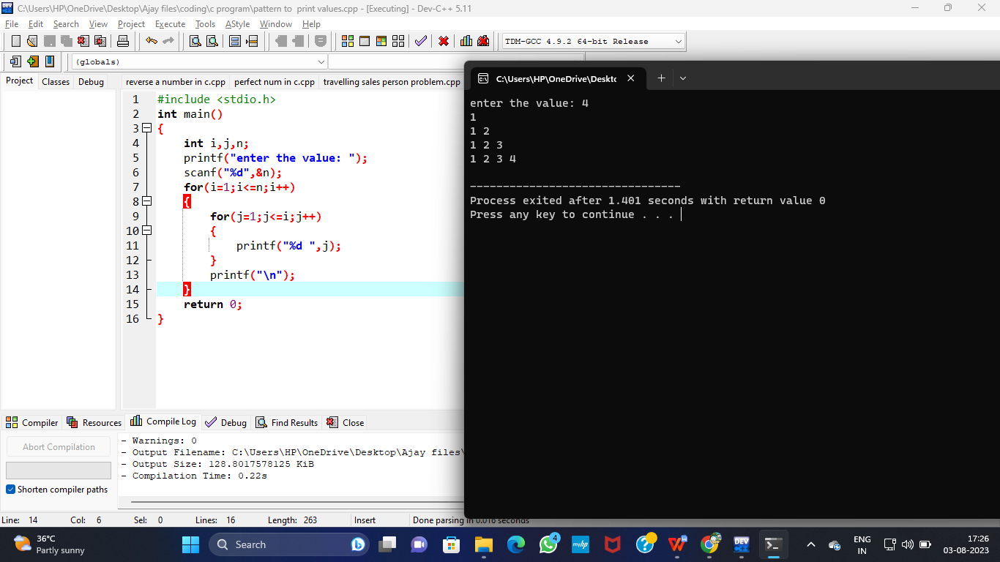 C:\Users\HP\OneDrive\Desktop\Ajay files\coding\c program\pattern to  print values.cpp - [Executing] - Dev-C++ 5.11
File Edit Search View Project Execute Tools AStyle Window Help
TDM-GCC 4.9.2 64-bit Release
(globals)
Project Classes Debug
reverse a number in c.cpp perfect num in c.cpp travelling sales person problem.cpp
1 #include <stdio.h>
2 int main()
3 {
4 int i,j,n;
5 printf("enter the value: ");
6 scanf("%d",&n);
7 for(i=1;i<=n;i++)
8 {
9 for(j=1;j<=i;j++)
10 {
11 printf("%d ",j);
12 }
13 printf("\n");
14 }
15 return 0;
16 }
C:\Users\HP\OneDrive\Deskto
enter the value: 4
1
1 2
1 2 3
1 2 3 4
--------------------------------
Process exited after 1.401 seconds with return value 0
Press any key to continue . . .
Compiler Resources Compile Log Debug Find Results Close
Abort Compilation
Shorten compiler paths
- Warnings: 0
- Output Filename: C:\Users\HP\OneDrive\Desktop\Ajay files\
- Output Size: 128.8017578125 KiB
- Compilation Time: 0.22s
Line: 14 Col: 6 Sel: 0 Lines: 16 Length: 263 Insert Done parsing in 0.016 seconds
36°C
Partly sunny
Search
4
myhp
DEV
ENG
IN
17:26
03-08-2023